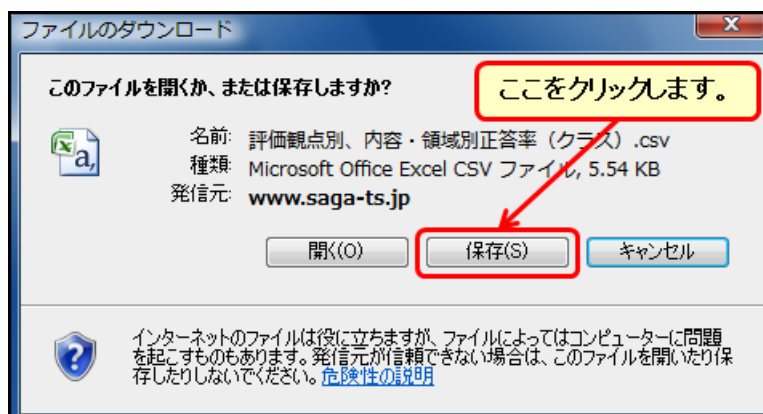 ファイルのダウンロード
このファイルを開くか、または保存しますか?
ここをクリックします。
名前: 評価観点別、内容・領域別正答率（クラス）.csv
種類: Microsoft Office Excel CSV ファイル, 5.54 KB
発信元: www.saga-ts.jp
開く(O) 保存(S) キャンセル
インターネットのファイルは役に立ちますが、ファイルによってはコンピューターに問題
を起こすものもあります。発信元が信頼できない場合は、このファイルを開いたり保
存したりしないでください。危険性の説明